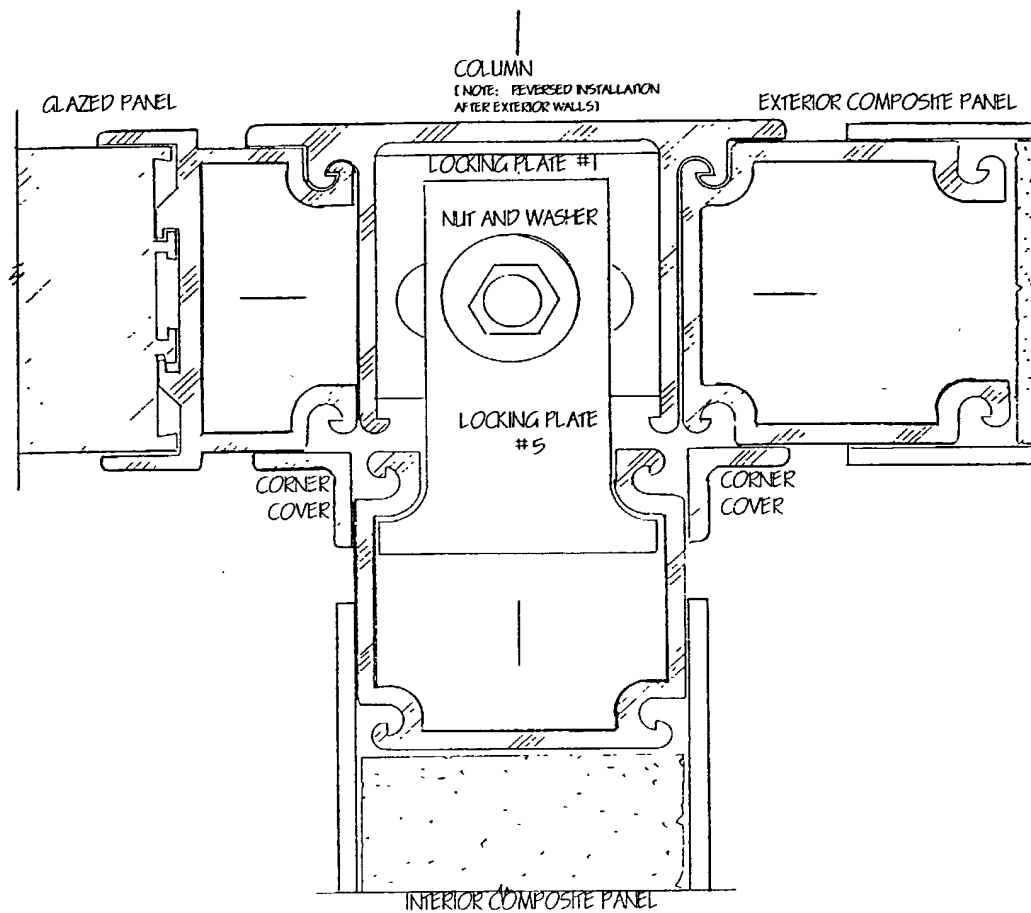 COLUMN
[NOTE: REVERSED INSTALLATION
AFTER EXTERIOR WALLS]
GLAZED PANEL
EXTERIOR COMPOSITE PANEL
LOCKING PLATE #1
NUT AND WASHER
LOCKING PLATE
#5
CORNER
COVER
CORNER
COVER
INTERIOR COMPOSITE PANEL